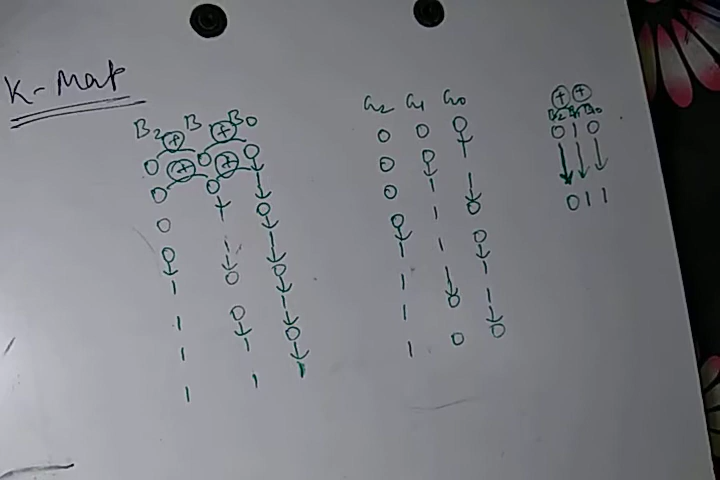 K-Map
B2 ⊕ B ⊕ B0
0 ⊕ 0 ⊕ 0
0 0 1
0 1 0
0 1 1
1 0 0
1 0 1
1 1 0
1 1 1
G2 G1 G0
0 0 0
0 0 1
0 1 1
0 1 0
1 1 0
1 1 1
1 0 1
1 0 0
⊕ ⊕
B2 B1 B0
0 1 0
0 1 1